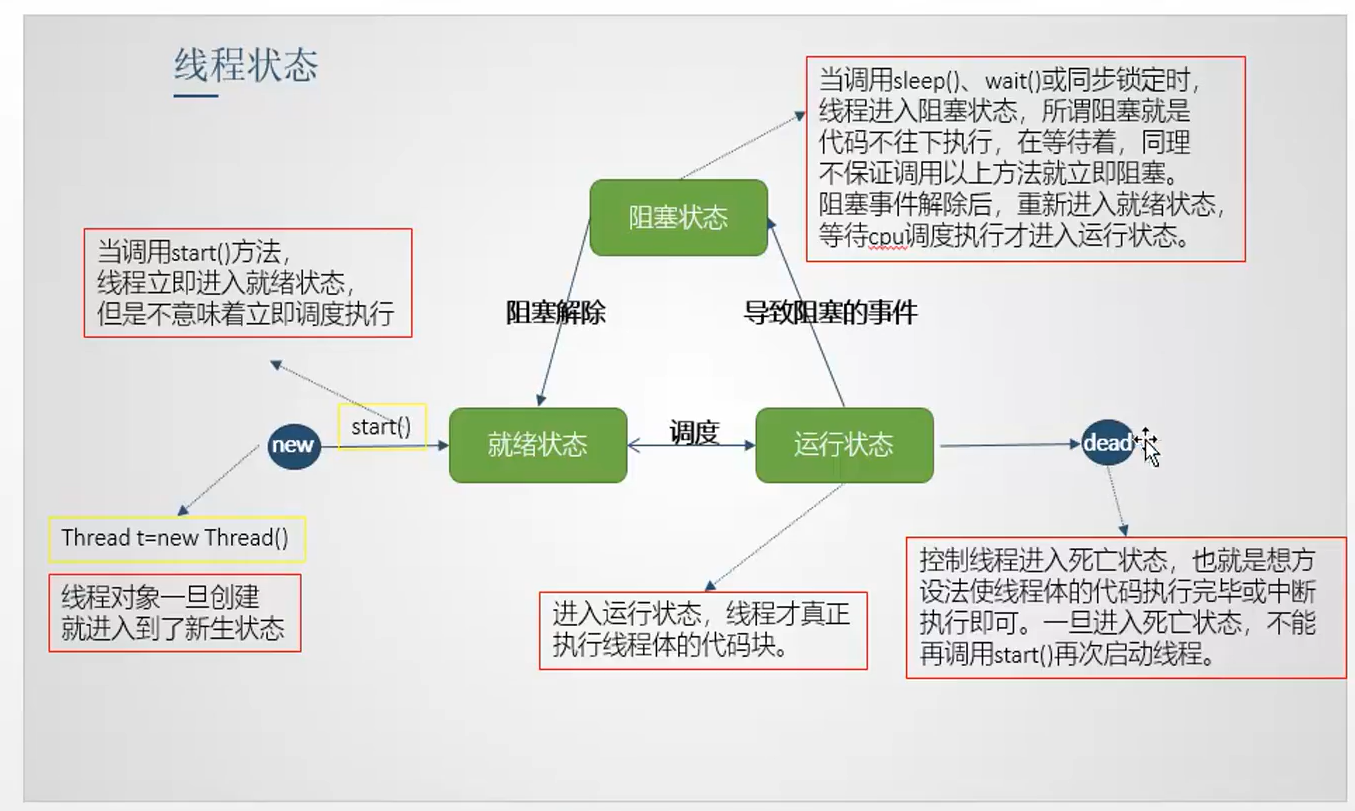 线程状态
当调用sleep()、wait()或同步锁定时，
线程进入阻塞状态，所谓阻塞就是
代码不往下执行，在等待着，同理
不保证调用以上方法就立即阻塞。
阻塞事件解除后，重新进入就绪状态，
等待cpu调度执行才进入运行状态。
阻塞状态
当调用start()方法，
线程立即进入就绪状态，
但是不意味着立即调度执行
阻塞解除
导致阻塞的事件
new
start()
就绪状态
调度
运行状态
dead
Thread t=new Thread()
线程对象一旦创建
就进入到了新生状态
进入运行状态，线程才真正
执行线程体的代码块。
控制线程进入死亡状态，也就是想方
设法使线程体的代码执行完毕或中断
执行即可。一旦进入死亡状态，不能
再调用start()再次启动线程。